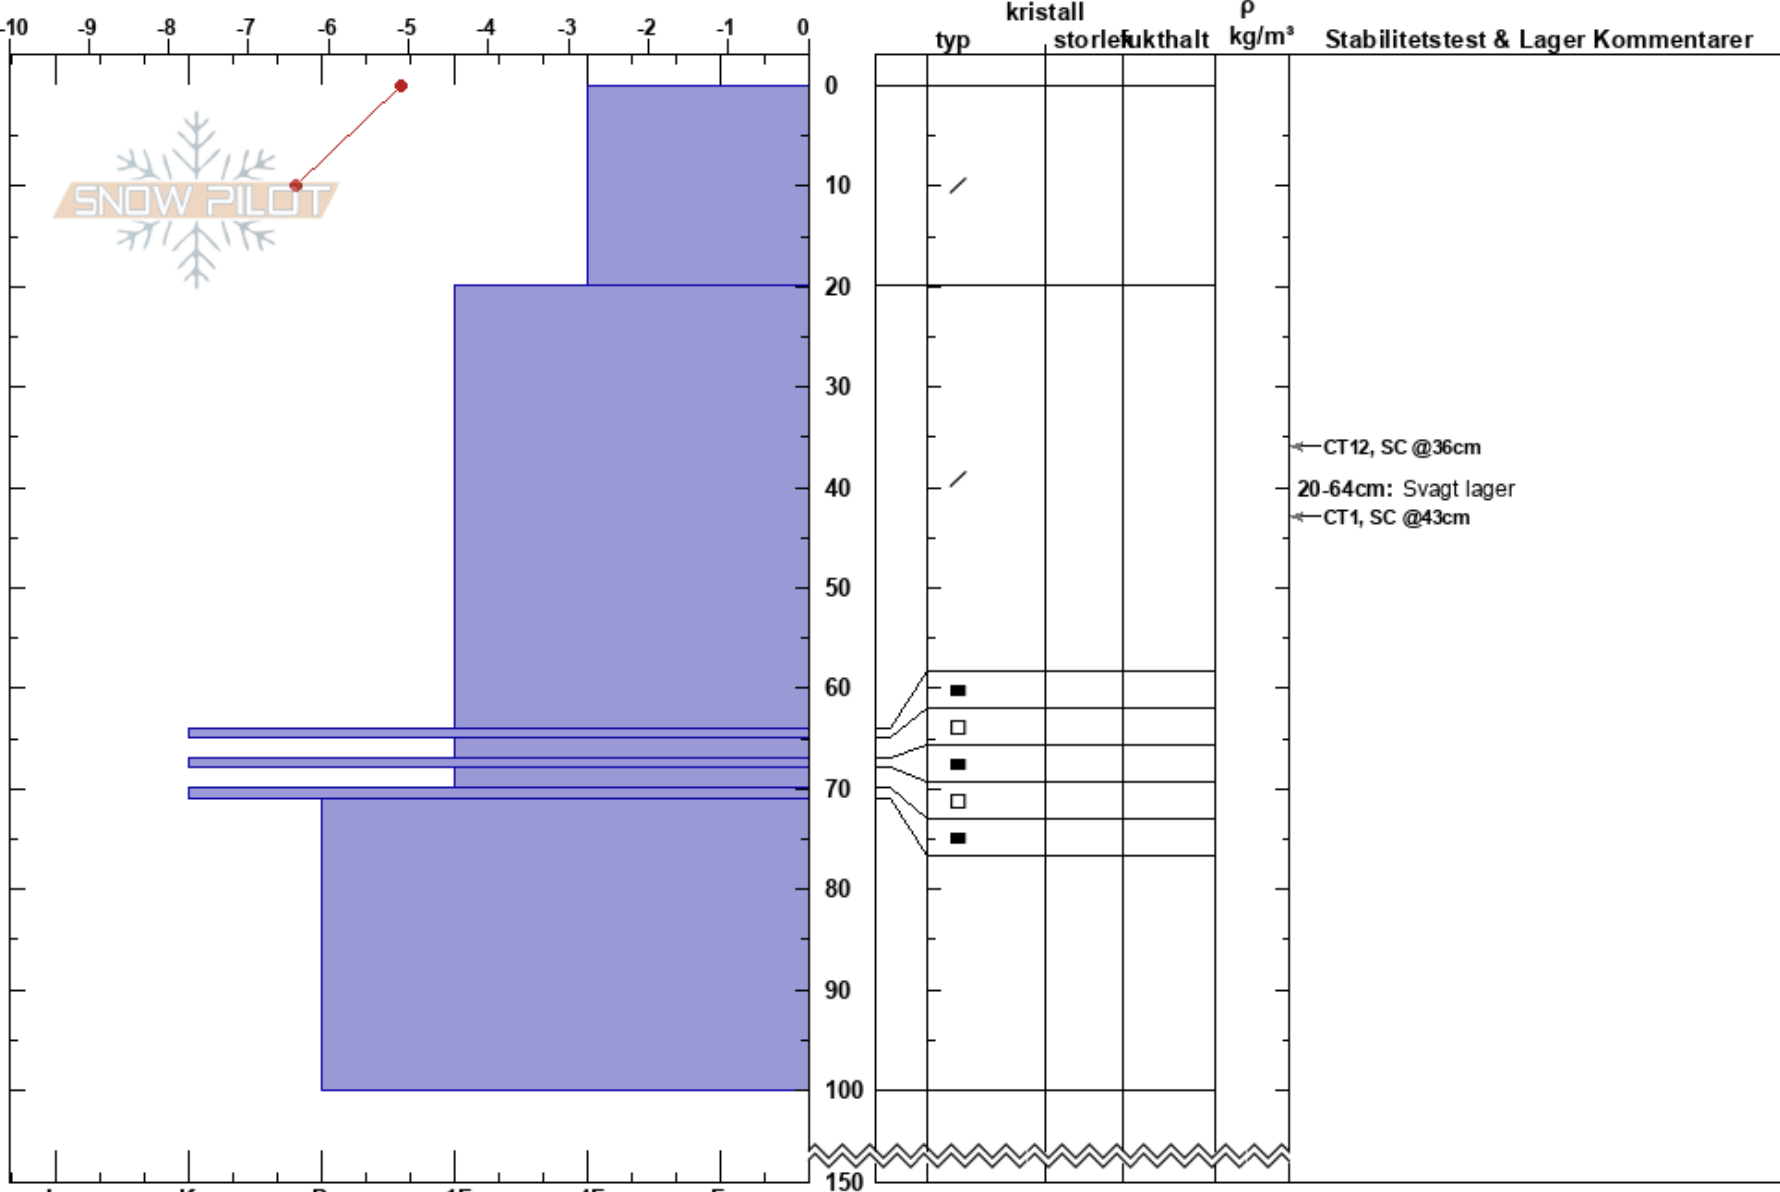 kristall
ρ
-10 -9 -8 -7 -6 -5 -4 -3 -2 -1 0
typ storlek fukthalt kg/m³ Stabilitetstest & Lager Kommentarer
0
SNOW PILOT
10
20
30
CT12, SC @36cm
40
20-64cm: Svagt lager
CT1, SC @43cm
50
60
70
80
90
100
150